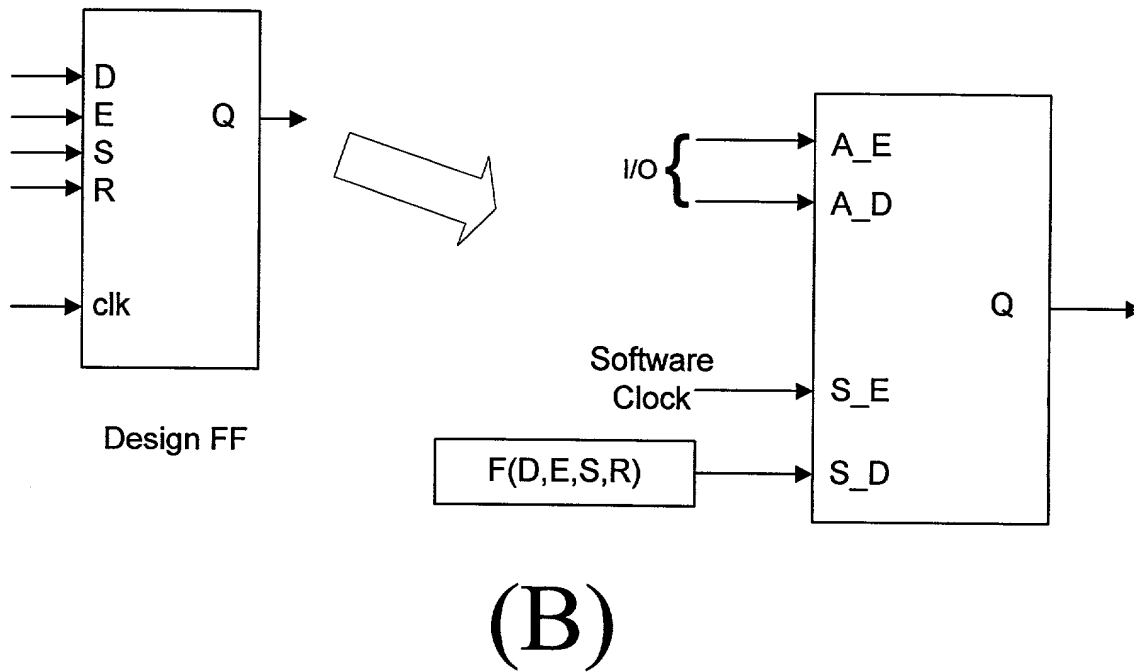 D
E
S
R
Q
clk
Design FF
I/O {
A_E
A_D
Q
Software
Clock
S_E
F(D,E,S,R)
S_D
(B)